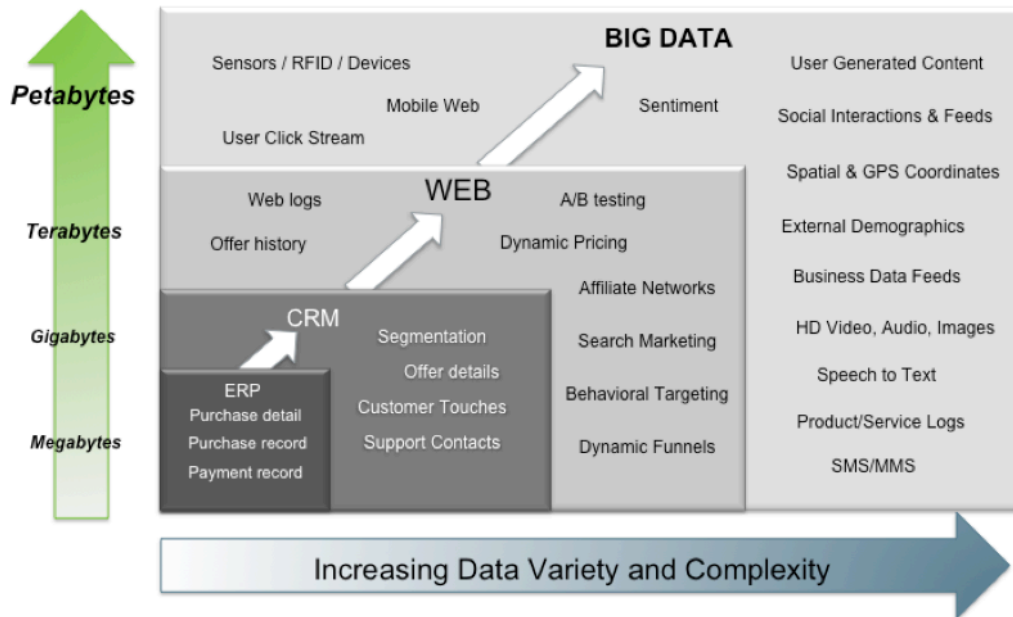 BIG DATA
Petabytes
Sensors / RFID / Devices
Mobile Web
User Click Stream
Sentiment
User Generated Content
Social Interactions & Feeds
Spatial & GPS Coordinates
External Demographics
Business Data Feeds
HD Video, Audio, Images
Speech to Text
Product/Service Logs
SMS/MMS
Terabytes
WEB
Web logs
Offer history
A/B testing
Dynamic Pricing
Affiliate Networks
Search Marketing
Behavioral Targeting
Dynamic Funnels
Gigabytes
CRM
Segmentation
Offer details
Customer Touches
Support Contacts
Megabytes
ERP
Purchase detail
Purchase record
Payment record
Increasing Data Variety and Complexity